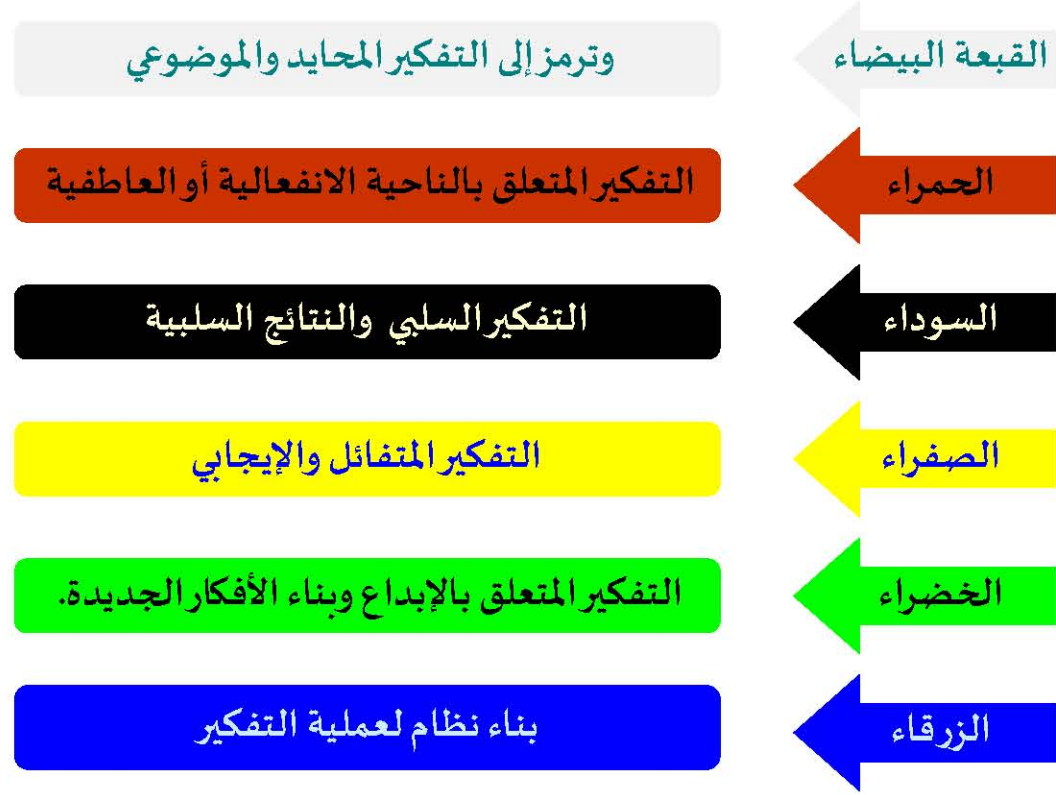 القبعة البيضاء
وترمز إلى التفكير المحايد والموضوعي
الحمراء
التفكير المتعلق بالناحية الانفعالية أو العاطفية
السوداء
التفكير السلبي والنتائج السلبية
الصفراء
التفكير المتفائل والإيجابي
الخضراء
التفكير المتعلق بالإبداع وبناء الأفكار الجديدة.
الزرقاء
بناء نظام لعملية التفكير